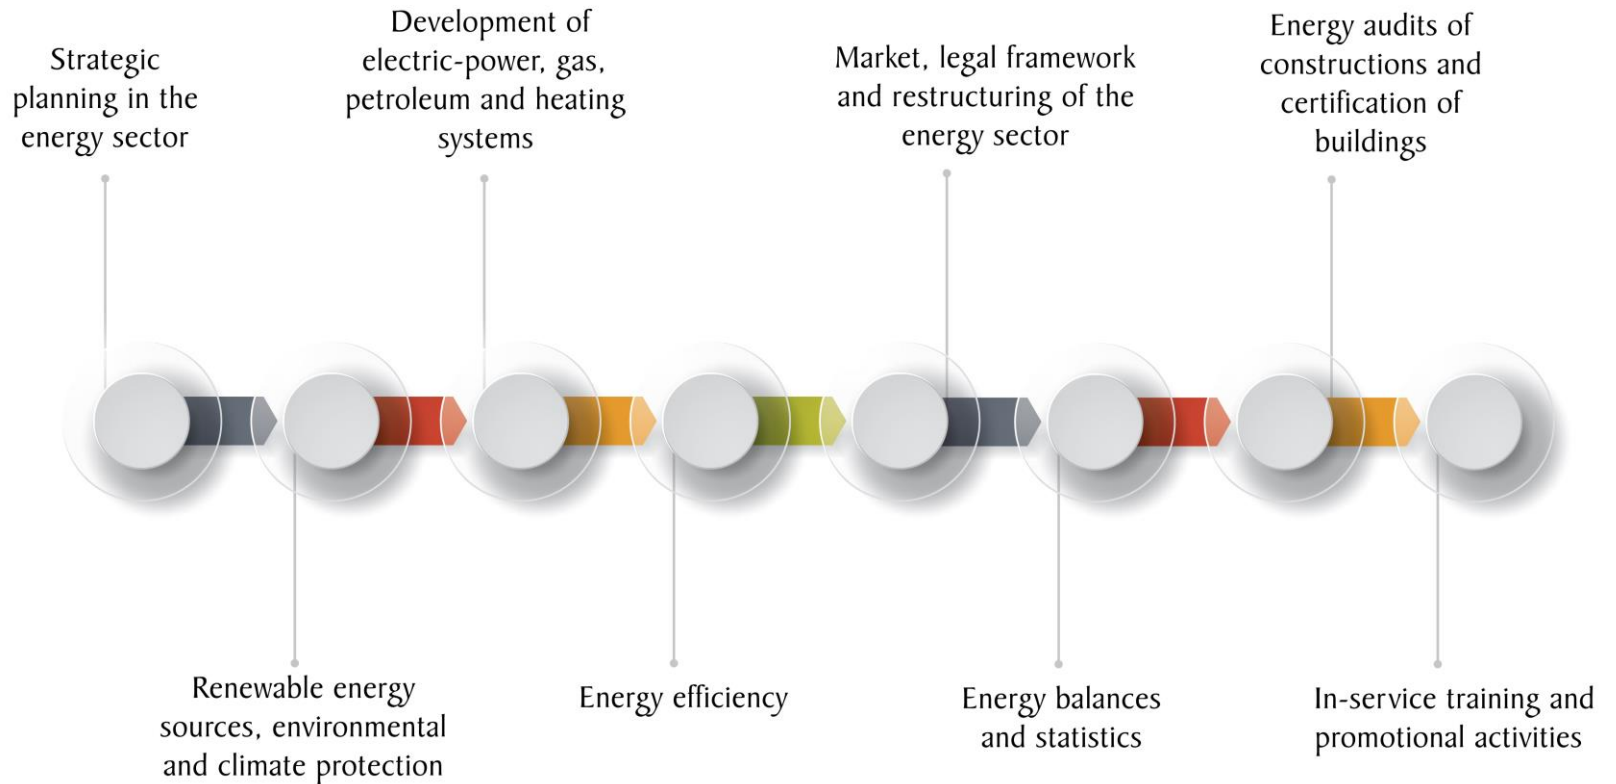 Strategic
planning in the
energy sector
Development of
electric-power, gas,
petroleum and heating
systems
Market, legal framework
and restructuring of the
energy sector
Energy audits of
constructions and
certification of
buildings
Renewable energy
sources, environmental
and climate protection
Energy efficiency
Energy balances
and statistics
In-service training and
promotional activities